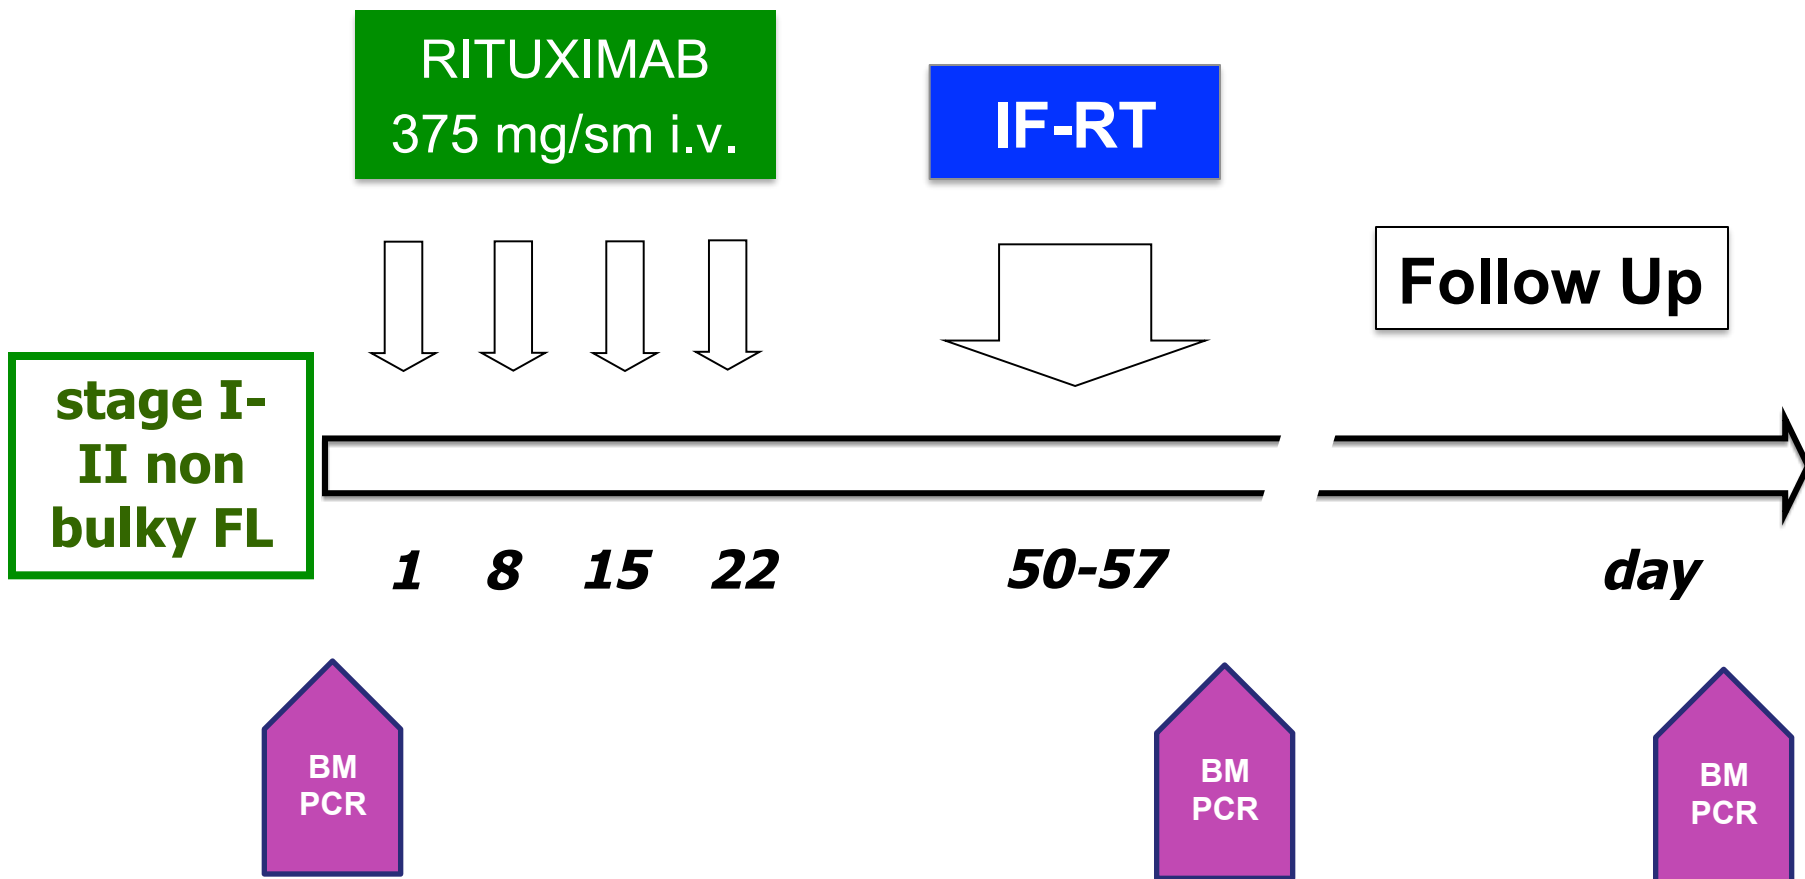 RITUXIMAB
375 mg/sm i.v.
IF-RT
Follow Up
stage I-
II non
bulky FL
1 8 15 22 50-57 day
BM
PCR
BM
PCR
BM
PCR